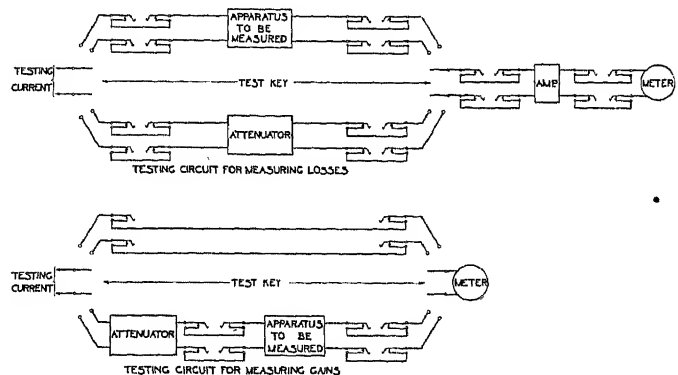 APPARATUS
TO BE
MEASURED
TESTING
CURRENT
TEST KEY
AMP
METER
ATTENUATOR
TESTING CIRCUIT FOR MEASURING LOSSES
TESTING
CURRENT
TEST KEY
METER
ATTENUATOR
APPARATUS
TO BE
MEASURED
TESTING CIRCUIT FOR MEASURING GAINS